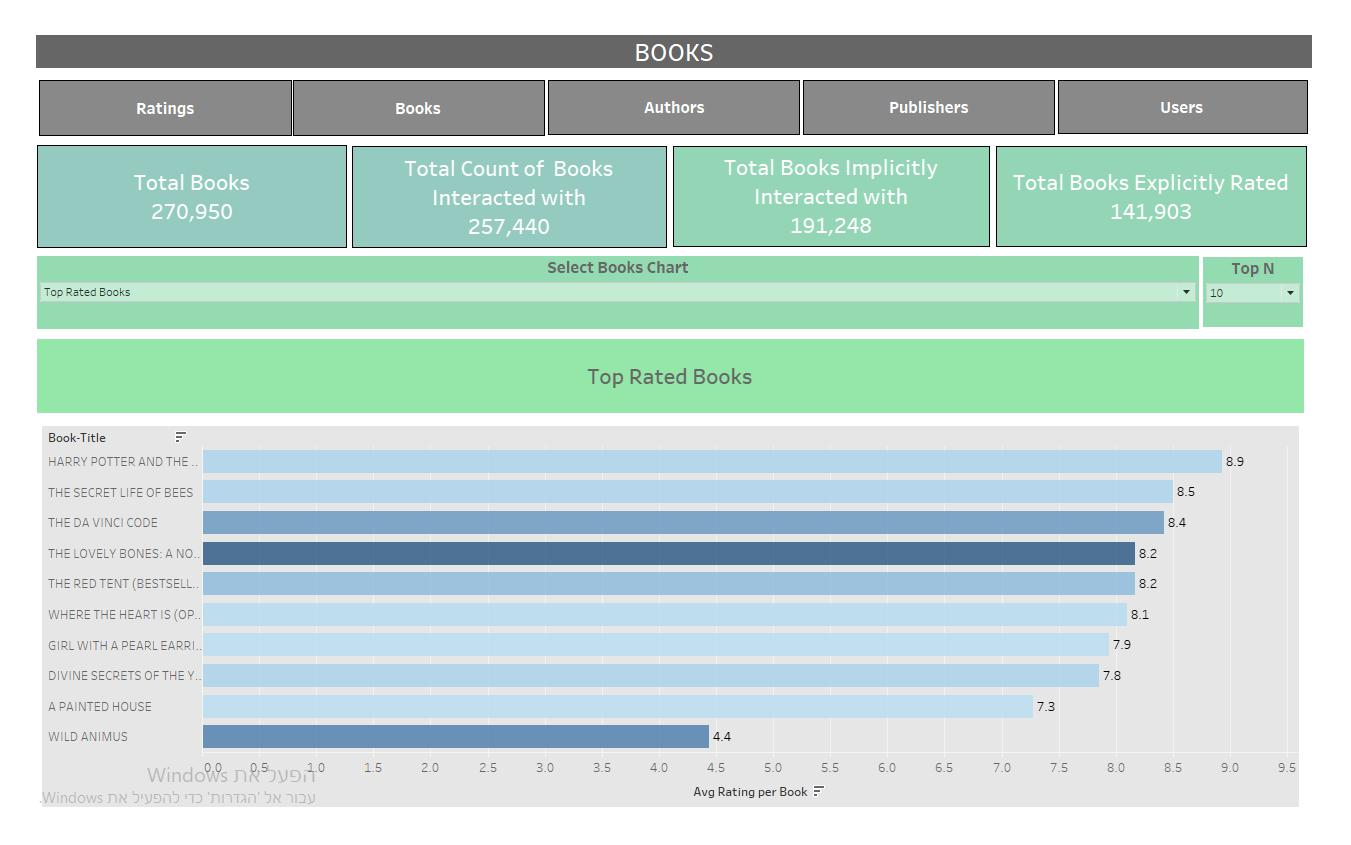 BOOKS
Ratings
Books
Authors
Publishers
Users
Total Books
270,950
Total Count of Books
Interacted with
257,440
Total Books Implicitly
Interacted with
191,248
Total Books Explicitly Rated
141,903
Select Books Chart
Top Rated Books
Top N
10
Top Rated Books
Book-Title
HARRY POTTER AND THE .. 8.9
THE SECRET LIFE OF BEES 8.5
THE DA VINCI CODE 8.4
THE LOVELY BONES: A NO.. 8.2
THE RED TENT (BESTSELL.. 8.2
WHERE THE HEART IS (OP.. 8.1
GIRL WITH A PEARL EARRI.. 7.9
DIVINE SECRETS OF THE Y.. 7.8
A PAINTED HOUSE 7.3
WILD ANIMUS 4.4
0.0 0.5 1.0 1.5 2.0 2.5 3.0 3.5 4.0 4.5 5.0 5.5 6.0 6.5 7.0 7.5 8.0 8.5 9.0 9.5
Avg Rating per Book
הפעל את Windows
עבור אל 'הגדרות' כדי להפעיל את Windows.